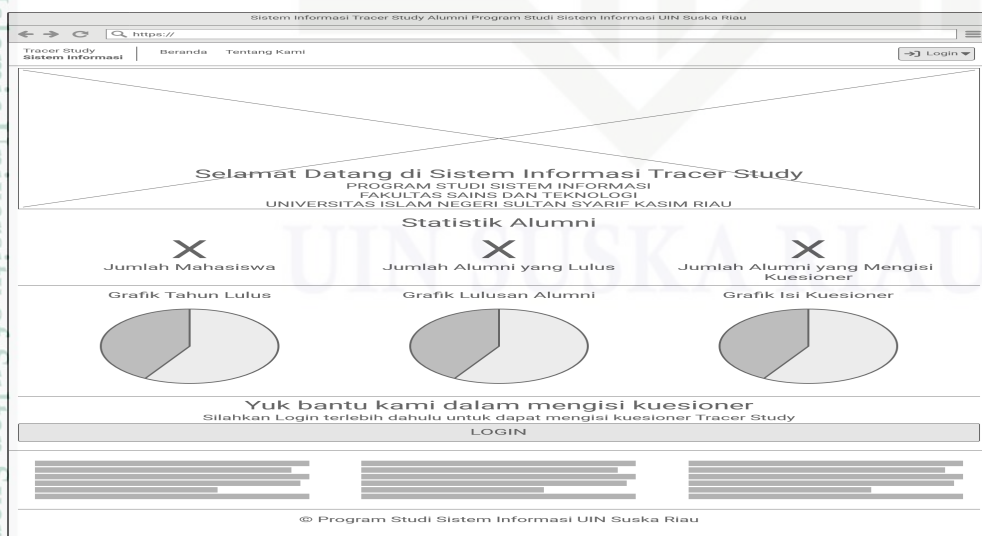 Sistem Informasi Tracer Study Alumni Program Studi Sistem Informasi UIN Suska Riau
https://
Tracer Study
Sistem Informasi
Beranda Tentang Kami
Login
Selamat Datang di Sistem Informasi Tracer Study
PROGRAM STUDI SISTEM INFORMASI
FAKULTAS SAINS DAN TEKNOLOGI
UNIVERSITAS ISLAM NEGERI SULTAN SYARIF KASIM RIAU
Statistik Alumni
X X X
Jumlah Mahasiswa
Jumlah Alumni yang Lulus
Jumlah Alumni yang Mengisi
Kuesioner
Grafik Tahun Lulus
Grafik Lulusan Alumni
Grafik Isi Kuesioner
Yuk bantu kami dalam mengisi kuesioner
Silahkan Login terlebih dahulu untuk dapat mengisi kuesioner Tracer Study
LOGIN
© Program Studi Sistem Informasi UIN Suska Riau
UIN SUSKA RIAU